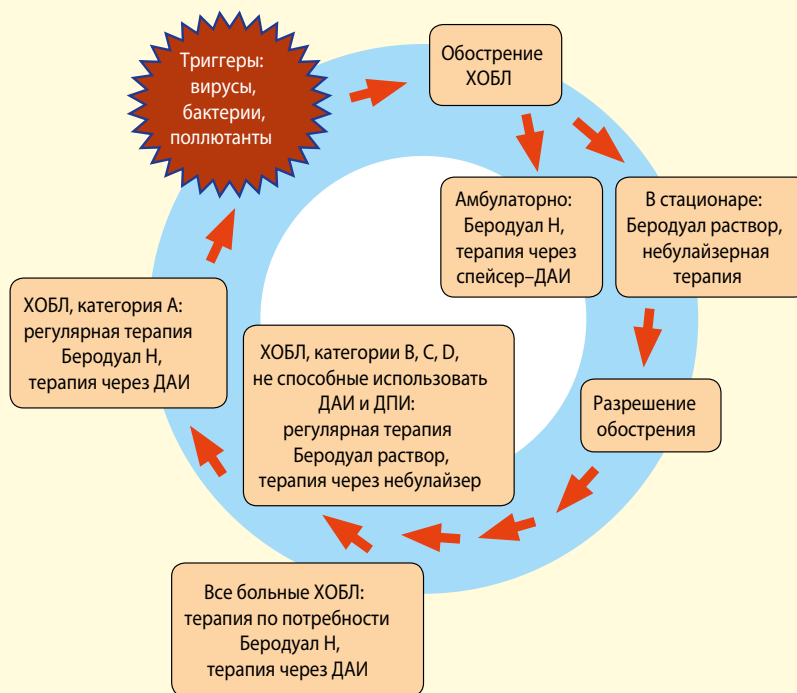 Триггеры:
вирусы,
бактерии,
поллютанты
Обострение
ХОБЛ
Амбулаторно:
Беродуал Н,
терапия через
спейсер–ДАИ
В стационаре:
Беродуал раствор,
небулайзерная
терапия
Разрешение
обострения
Все больные ХОБЛ:
терапия по потребности
Беродуал Н,
терапия через ДАИ
ХОБЛ, категории B, C, D,
не способные использовать
ДАИ и ДПИ:
регулярная терапия
Беродуал раствор,
терапия через небулайзер
ХОБЛ, категория А:
регулярная терапия
Беродуал Н,
терапия через ДАИ